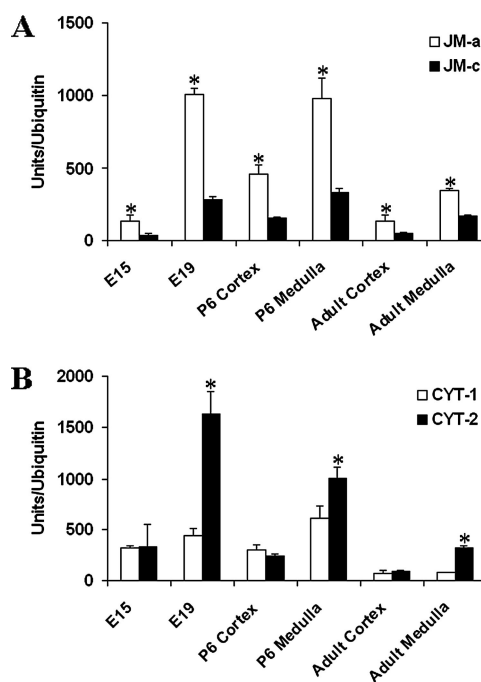 A
1500
1000
500
0
Units/Ubiquitin
JM-a
JM-c
*
*
*
*
*
*
E15
E19
P6 Cortex
P6 Medulla
Adult Cortex
Adult Medulla
B
2000
1500
1000
500
0
Units/Ubiquitin
CYT-1
CYT-2
*
*
*
E15
E19
P6 Cortex
P6 Medulla
Adult Cortex
Adult Medulla